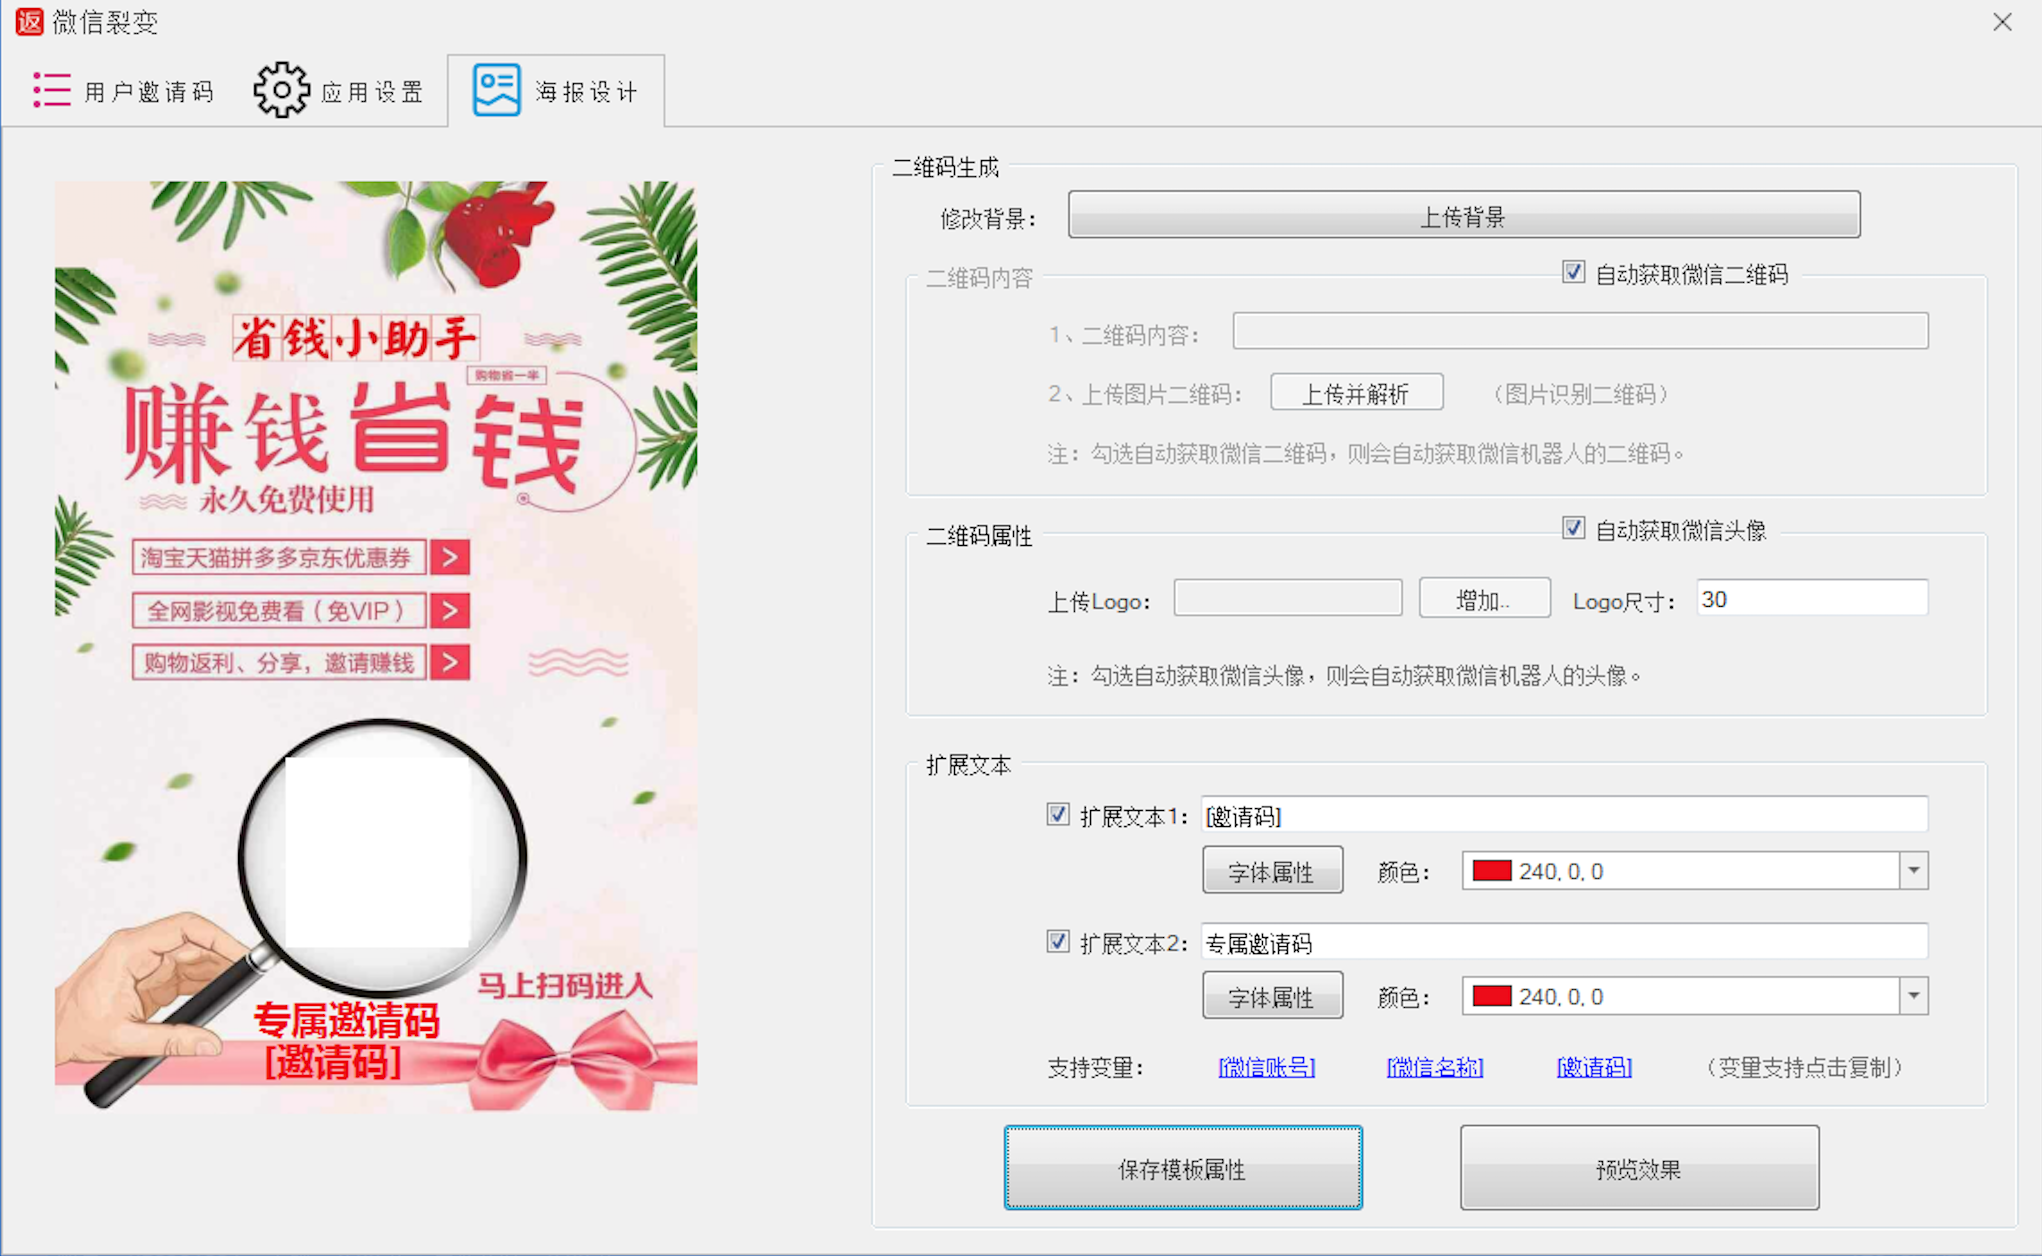 返 微信裂变
用户邀请码 应用设置 海报设计
省钱小助手
购物省一半
赚钱省钱
永久免费使用
淘宝天猫拼多多京东优惠券 >
全网影视免费看（免VIP） >
购物返利、分享，邀请赚钱 >
马上扫码进入
专属邀请码
[邀请码]
二维码生成
修改背景： 上传背景
二维码内容 自动获取微信二维码
1、二维码内容：
2、上传图片二维码： 上传并解析 （图片识别二维码）
注：勾选自动获取微信二维码，则会自动获取微信机器人的二维码。
二维码属性 自动获取微信头像
上传Logo： 增加.. Logo尺寸： 30
注：勾选自动获取微信头像，则会自动获取微信机器人的头像。
扩展文本
扩展文本1： [邀请码]
字体属性 颜色： 240, 0, 0
扩展文本2： 专属邀请码
字体属性 颜色： 240, 0, 0
支持变量： [微信账号] [微信名称] [邀请码] （变量支持点击复制）
保存模板属性 预览效果